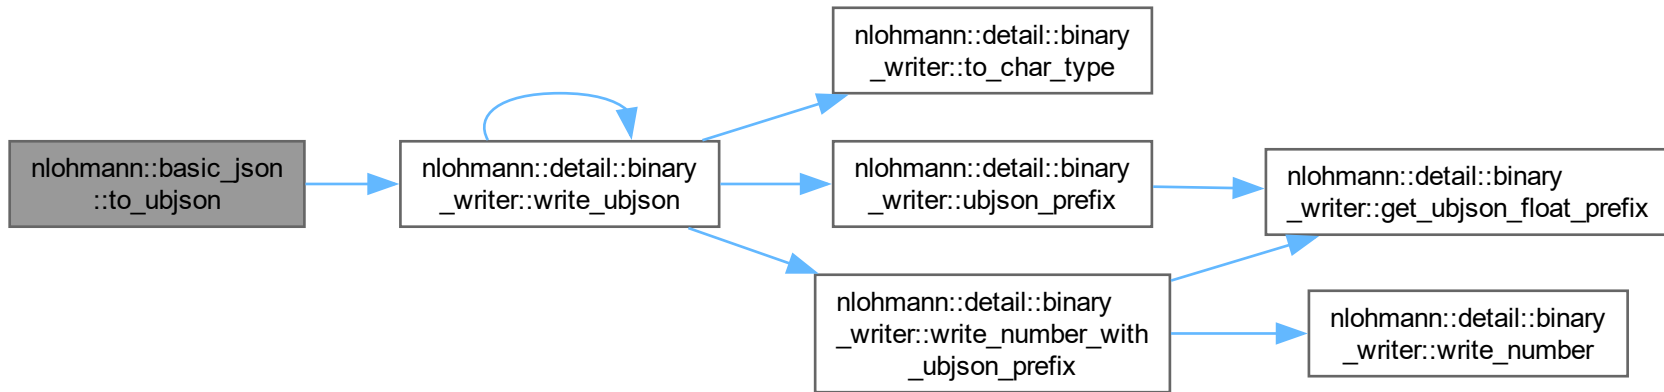 nlohmann::basic_json
::to_ubjson
nlohmann::detail::binary
_writer::write_ubjson
nlohmann::detail::binary
_writer::to_char_type
nlohmann::detail::binary
_writer::ubjson_prefix
nlohmann::detail::binary
_writer::write_number_with
_ubjson_prefix
nlohmann::detail::binary
_writer::get_ubjson_float_prefix
nlohmann::detail::binary
_writer::write_number